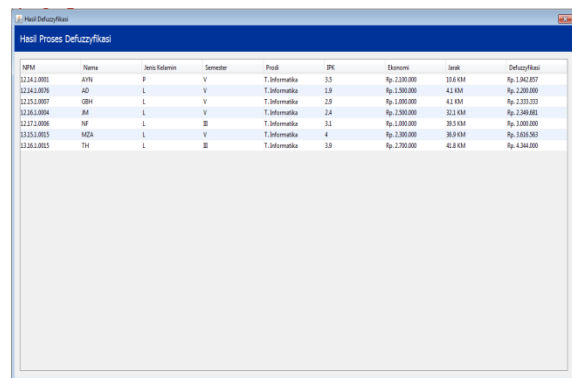 Hasil Defuzzyfikasi
Hasil Proses Defuzzyfikasi
NPM Nama Jenis Kelamin Semester Prodi IPK Ekonomi Jarak Defuzzyfikasi
12.14.1.0001 AYN P V T. Informatika 3.5 Rp. 2.100.000 10.6 KM Rp. 1.942.857
12.14.1.0076 AD L V T. Informatika 1.9 Rp. 1.500.000 4.1 KM Rp. 2.200.000
12.15.1.0007 GBH L V T. Informatika 2.9 Rp. 1.000.000 4.1 KM Rp. 2.333.333
12.16.1.0004 JM L V T. Informatika 2.4 Rp. 2.500.000 32.1 KM Rp. 2.349.681
12.17.1.0006 NF L III T. Informatika 3.1 Rp. 1.000.000 39.5 KM Rp. 3.000.000
13.15.1.0015 MZA L V T. Informatika 4 Rp. 2.300.000 36.9 KM Rp. 3.616.563
13.16.1.0015 TH L III T. Informatika 3.9 Rp. 2.700.000 41.8 KM Rp. 4.344.000